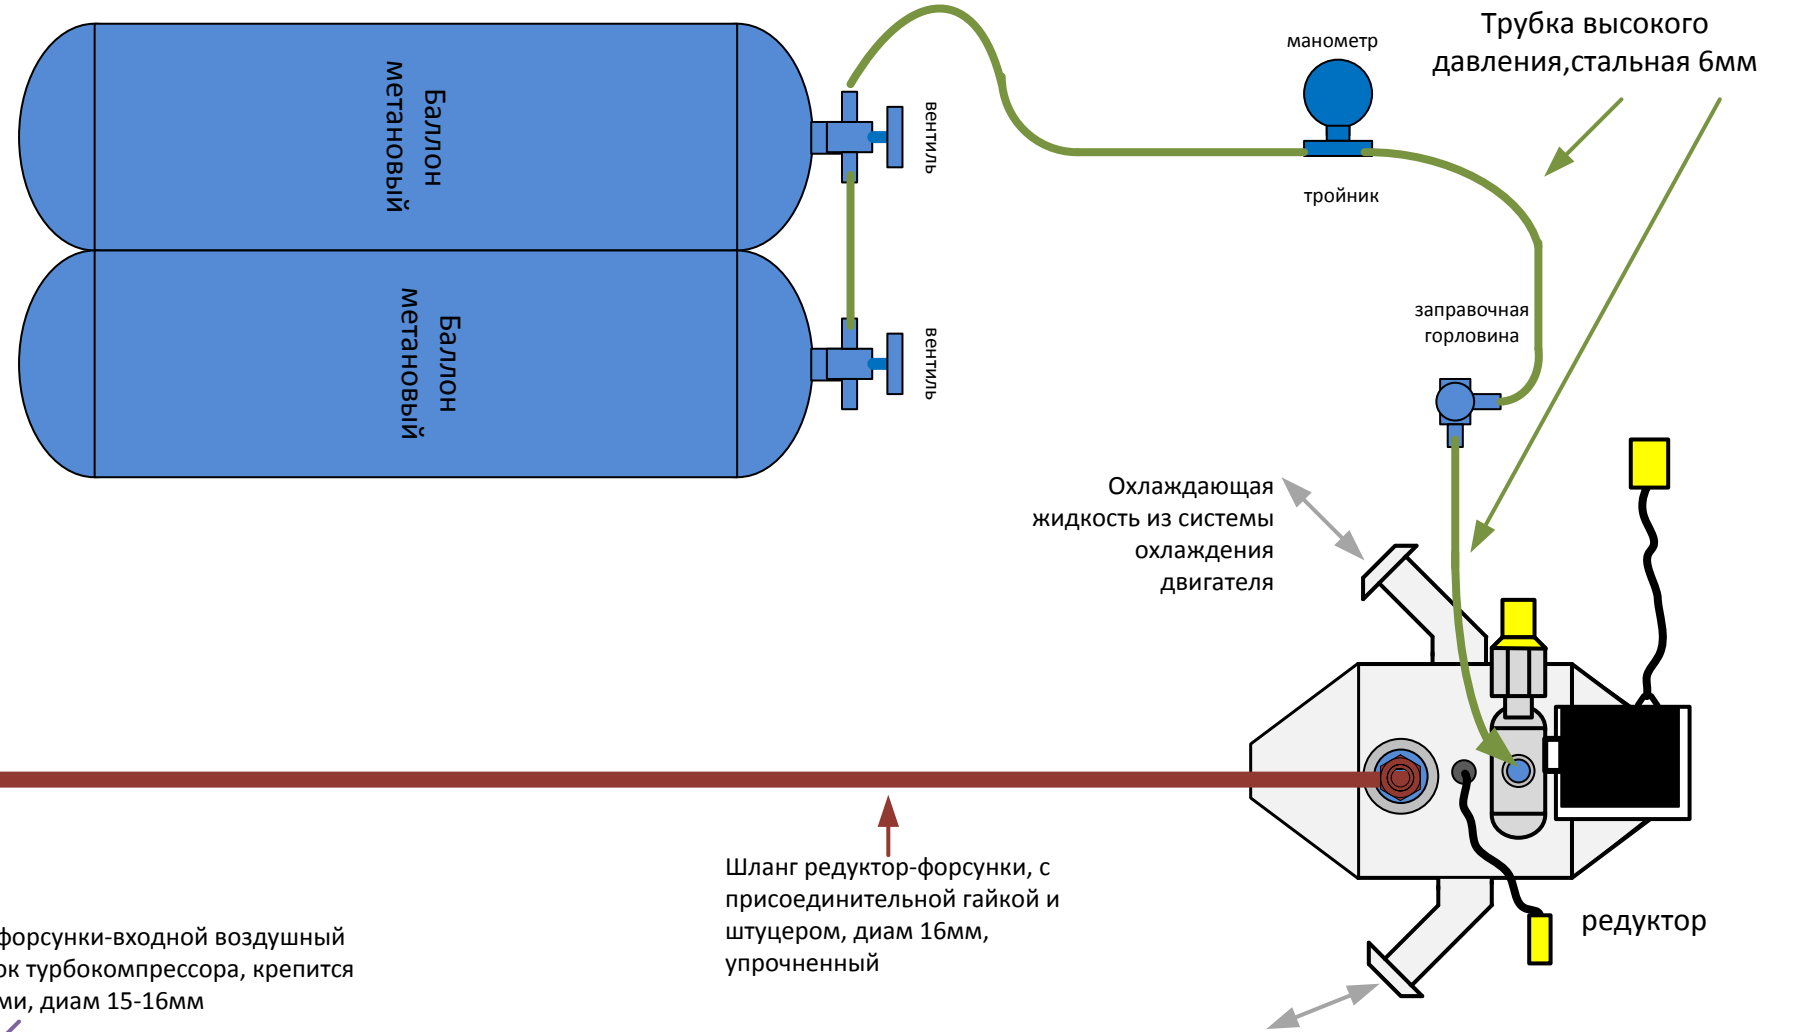 Трубка высокого
давления,стальная 6мм
манометр
тройник
Баллон
метановый
вентиль
Баллон
метановый
вентиль
заправочная
горловина
Охлаждающая
жидкость из системы
охлаждения
двигателя
редуктор
Шланг редуктор-форсунки, с
присоединительной гайкой и
штуцером, диам 16мм,
упрочненный
форсунки-входной воздушный
турбокомпрессора, крепится
диам 15-16мм